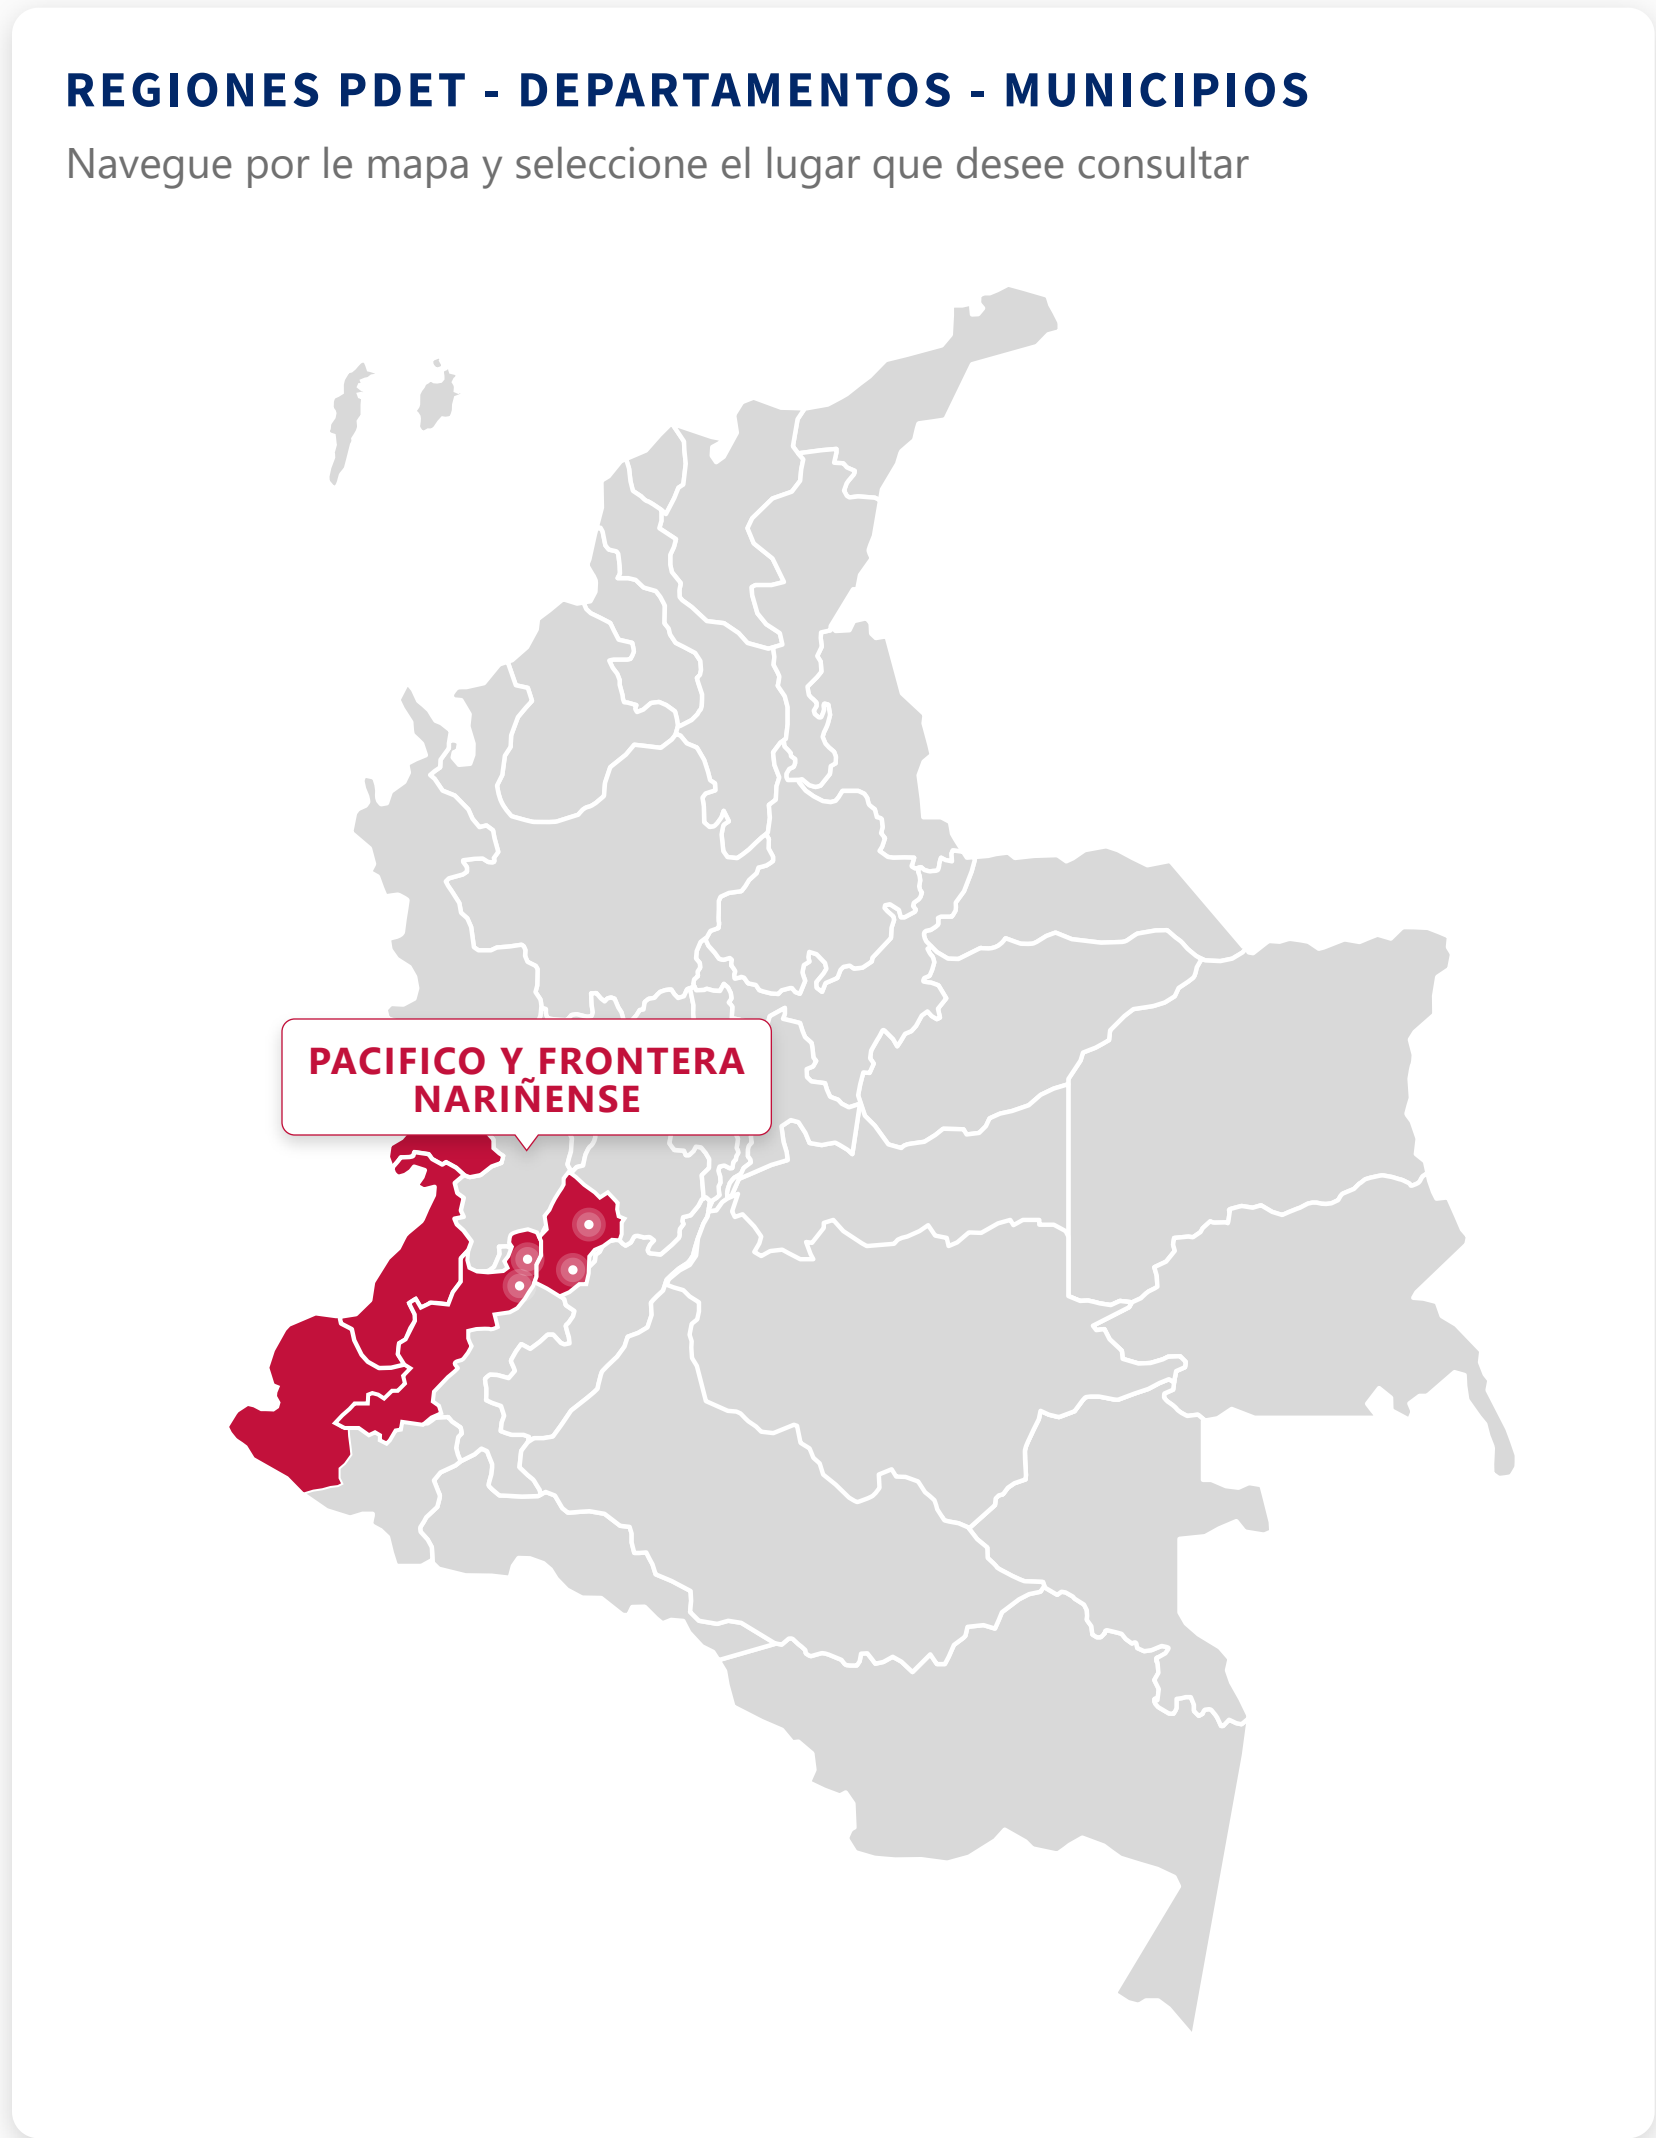 REGIONES PDET - DEPARTAMENTOS - MUNICIPIOS
Navegue por le mapa y seleccione el lugar que desee consultar
PACIFICO Y FRONTERA
NARIÑENSE